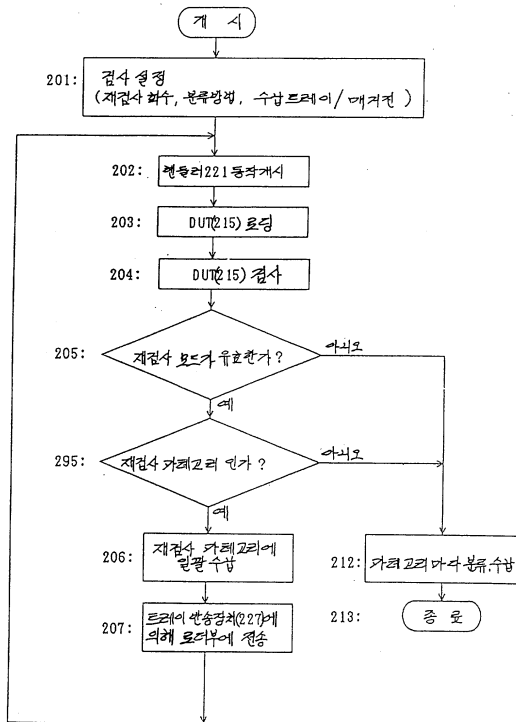 개 시
201: 검사 설정
(재검사 회수, 분류방법, 수납트레이/매거진 )
202: 핸들러221 동작개시
203: DUT(215) 로딩
204: DUT(215) 검사
205: 재검사 모드가 유효한가?
아니오
예
295: 재검사 카테고리 인가?
아니오
예
206: 재검사 카테고리에
일괄 수납
212: 카테고리 마다 분류.수납
207: 트레이 반송장치(227)에
의해 로더부에 전송
213: 종 료